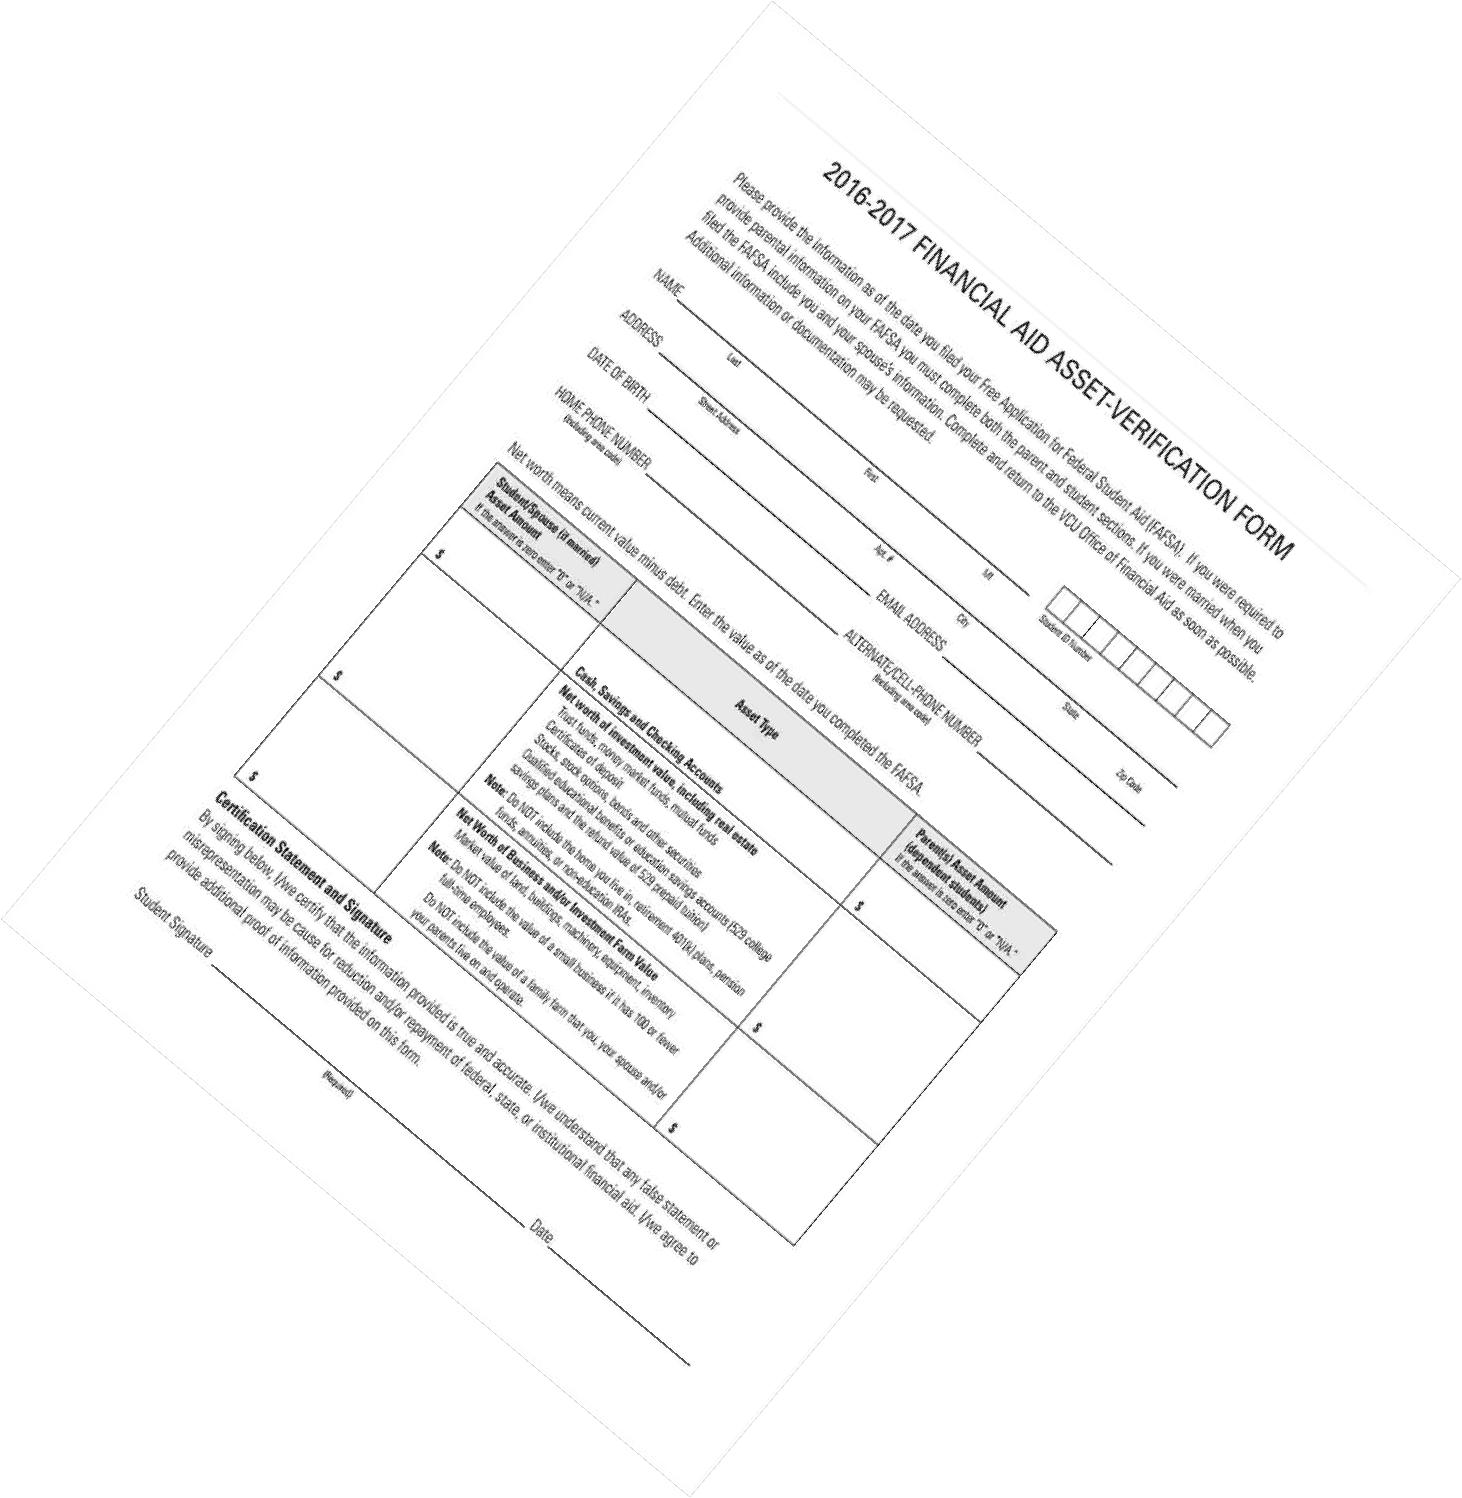 2016-2017 FINANCIAL AID ASSET-VERIFICATION FORM
Please provide the information as of the date you filed your Free Application for Federal Student Aid (FAFSA). If you were required to
provide parental information on your FAFSA you must complete both the parent and student sections. If you were married when you
filed the FAFSA include you and your spouse's information. Complete and return to the VCU Office of Financial Aid as soon as possible.
Additional information or documentation may be requested.
NAME
Last First MI Student ID Number
ADDRESS
Street Address Apt. # City State Zip Code
DATE OF BIRTH EMAIL ADDRESS
HOME PHONE NUMBER ALTERNATE/CELL-PHONE NUMBER
(Including area code) (Including area code)
Net worth means current value minus debt. Enter the value as of the date you completed the FAFSA.
Student/Spouse (if married)
Asset Amount
If the answer is zero enter "0" or "N/A."
Asset Type
Parent(s) Asset Amount
(dependent students)
If the answer is zero enter "0" or "N/A."
$
Cash, Savings and Checking Accounts
$
$
Net worth of investment value, including real estate
Trust funds, money market funds, mutual funds
Certificates of deposit
Stocks, stock options, bonds and other securities
Qualified educational benefits or education savings accounts (529 college
savings plans and the refund value of 529 prepaid tuition)
Note: Do NOT include the home you live in, retirement 401(k) plans, pension
funds, annuities, or non-education IRAs.
$
$
Net Worth of Business and/or Investment Farm Value
Market value of land, buildings, machinery, equipment, inventory
Note: Do NOT include the value of a small business if it has 100 or fewer
full-time employees.
Do NOT include the value of a family farm that you, your spouse and/or
your parents live on and operate.
$
Certification Statement and Signature
By signing below, I/we certify that the information provided is true and accurate. I/we understand that any false statement or
misrepresentation may be cause for reduction and/or repayment of federal, state, or institutional financial aid. I/we agree to
provide additional proof of information provided on this form.
Student Signature Date
(Required)